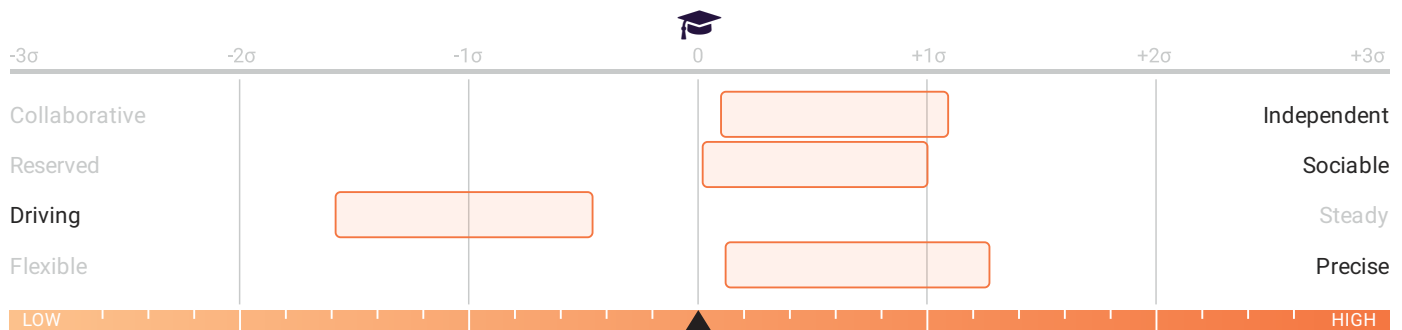 -3σ -2σ -1σ 0 +1σ +2σ +3σ
Collaborative Independent
Reserved Sociable
Driving Steady
Flexible Precise
LOW HIGH